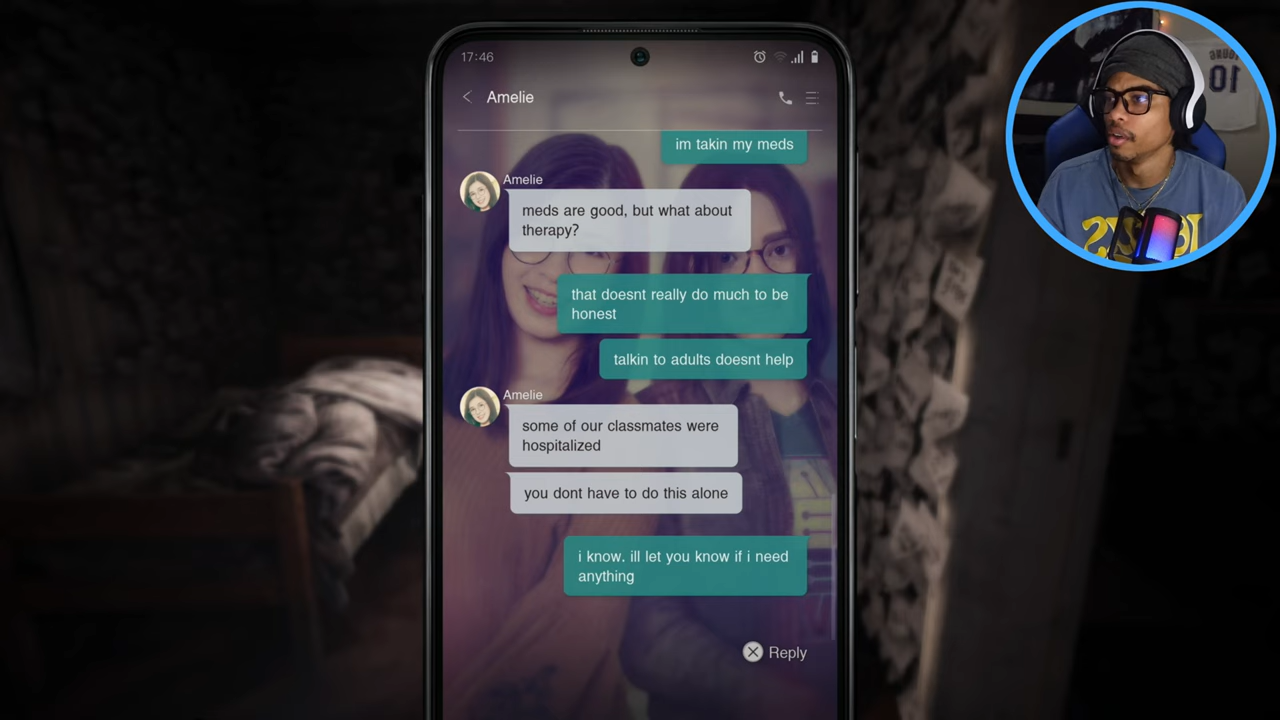 17:46
Amelie
im takin my meds
Amelie
meds are good, but what about
therapy?
that doesnt really do much to be
honest
talkin to adults doesnt help
Amelie
some of our classmates were
hospitalized
you dont have to do this alone
i know. ill let you know if i need
anything
Reply
10